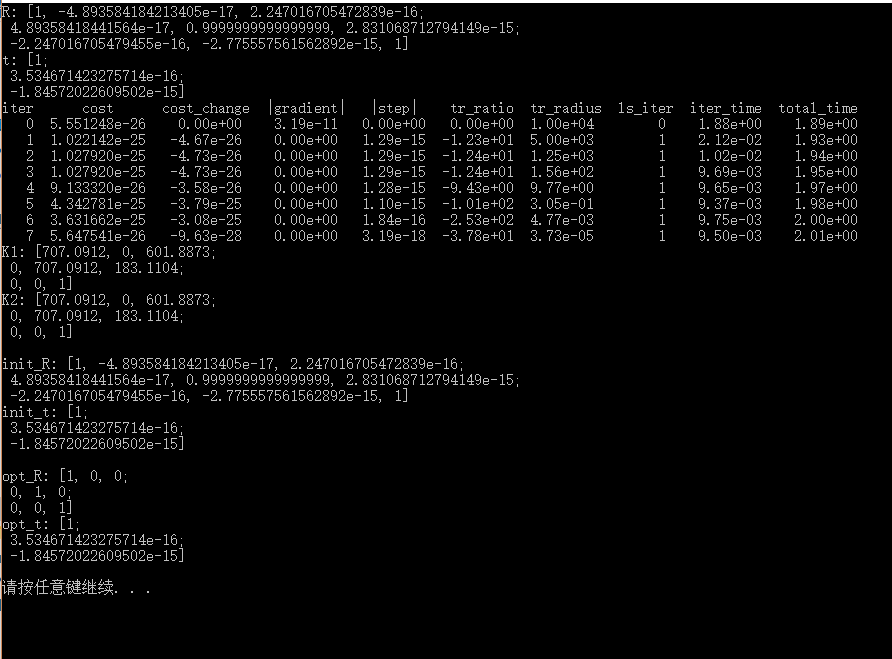 R: [1, -4.893584184213405e-17, 2.247016705472839e-16;
4.89358418441564e-17, 0.9999999999999999, 2.831068712794149e-15;
-2.247016705479455e-16, -2.775557561562892e-15, 1]
t: [1;
3.534671423275714e-16;
-1.84572022609502e-15]
iter cost cost_change |gradient| |step| tr_ratio tr_radius ls_iter iter_time total_time
0 5.551248e-26 0.00e+00 3.19e-11 0.00e+00 0.00e+00 1.00e+04 0 1.88e+00 1.89e+00
1 1.022142e-25 -4.67e-26 0.00e+00 1.29e-15 -1.23e+01 5.00e+03 1 2.12e-02 1.93e+00
2 1.027920e-25 -4.73e-26 0.00e+00 1.29e-15 -1.24e+01 1.25e+03 1 1.02e-02 1.94e+00
3 1.027920e-25 -4.73e-26 0.00e+00 1.29e-15 -1.24e+01 1.56e+02 1 9.69e-03 1.95e+00
4 9.133320e-26 -3.58e-26 0.00e+00 1.28e-15 -9.43e+00 9.77e+00 1 9.65e-03 1.97e+00
5 4.342781e-25 -3.79e-25 0.00e+00 1.10e-15 -1.01e+02 3.05e-01 1 9.37e-03 1.98e+00
6 3.631662e-25 -3.08e-25 0.00e+00 1.84e-16 -2.53e+02 4.77e-03 1 9.75e-03 2.00e+00
7 5.647541e-26 -9.63e-28 0.00e+00 3.19e-18 -3.78e+01 3.73e-05 1 9.50e-03 2.01e+00
K1: [707.0912, 0, 601.8873;
0, 707.0912, 183.1104;
0, 0, 1]
K2: [707.0912, 0, 601.8873;
0, 707.0912, 183.1104;
0, 0, 1]
init_R: [1, -4.893584184213405e-17, 2.247016705472839e-16;
4.89358418441564e-17, 0.9999999999999999, 2.831068712794149e-15;
-2.247016705479455e-16, -2.775557561562892e-15, 1]
init_t: [1;
3.534671423275714e-16;
-1.84572022609502e-15]
opt_R: [1, 0, 0;
0, 1, 0;
0, 0, 1]
opt_t: [1;
3.534671423275714e-16;
-1.84572022609502e-15]
请按任意键继续. . .